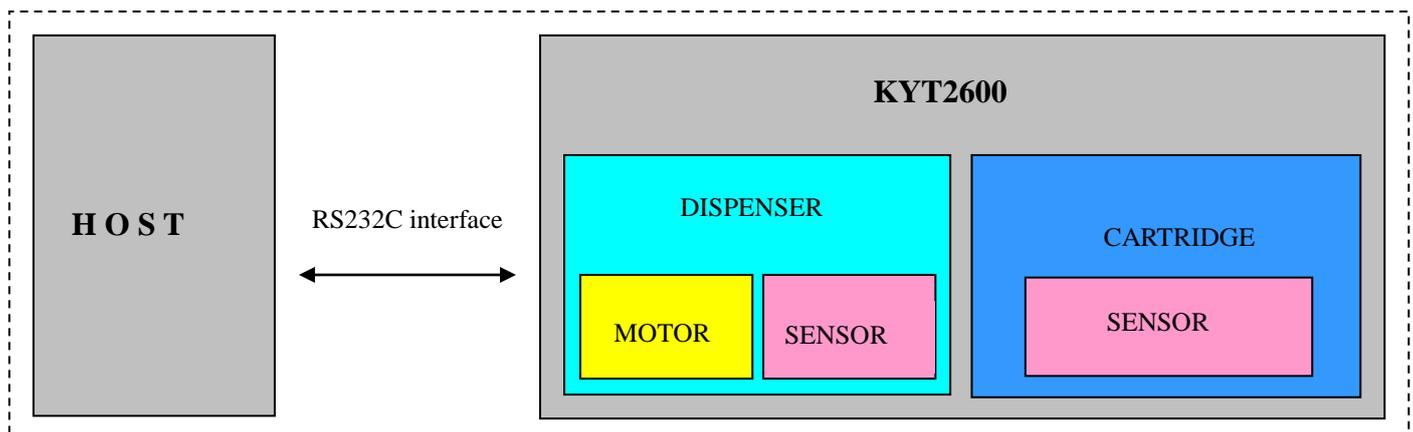 KYT2600
H O S T
RS232C interface
DISPENSER
CARTRIDGE
MOTOR
SENSOR
SENSOR